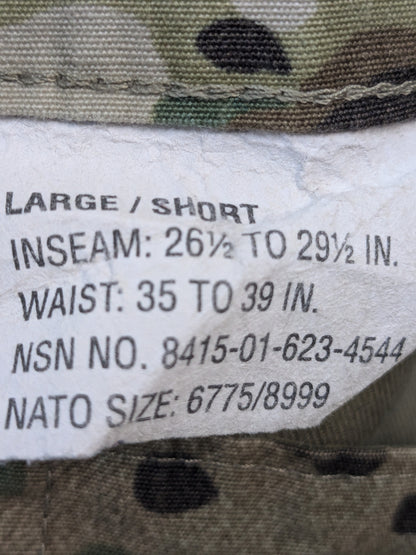 LARGE / SHORT
INSEAM: 26½ TO 29½ IN.
WAIST: 35 TO 39 IN.
NSN NO. 8415-01-623-4544
NATO SIZE: 6775/8999